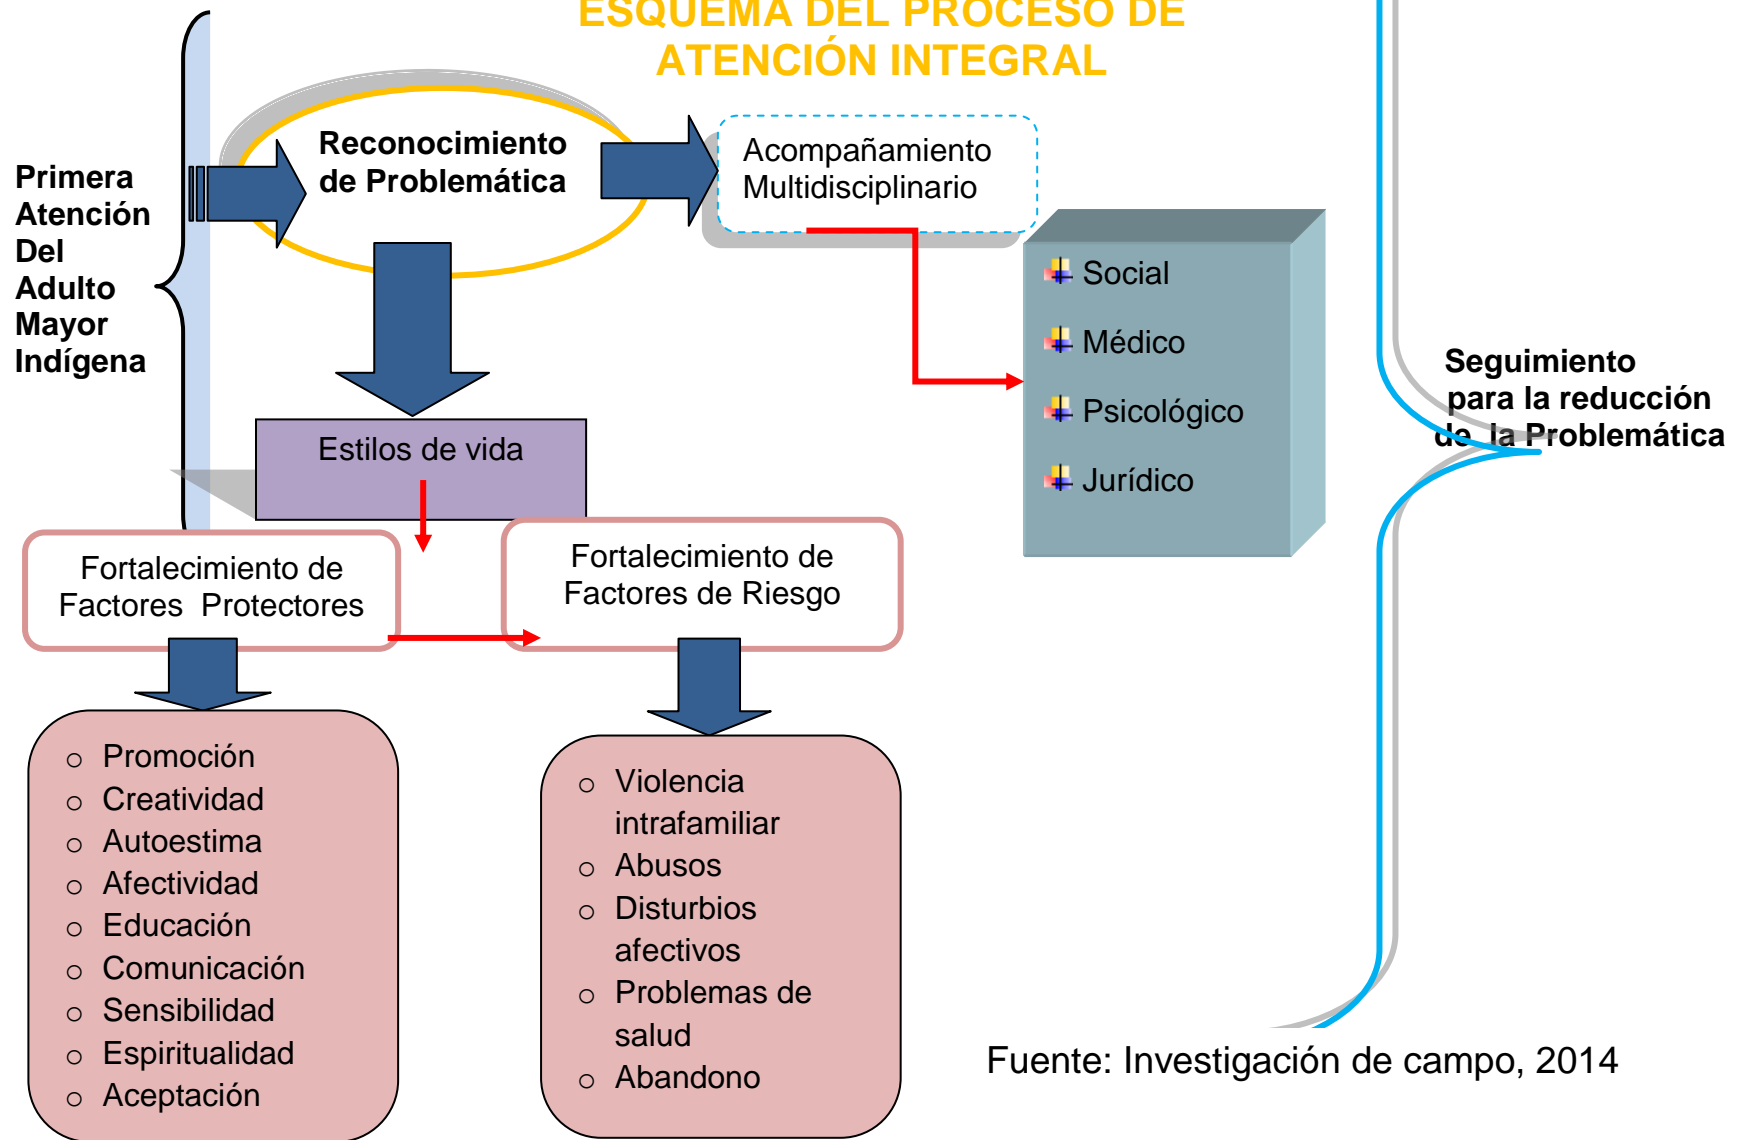 ESQUEMA DEL PROCESO DE
ATENCIÓN INTEGRAL
Primera
Atención
Del
Adulto
Mayor
Indígena
Reconocimiento
de Problemática
Acompañamiento
Multidisciplinario
Social
Médico
Psicológico
Jurídico
Seguimiento
para la reducción
de la Problemática
Estilos de vida
Fortalecimiento de
Factores Protectores
Fortalecimiento de
Factores de Riesgo
o Promoción
o Creatividad
o Autoestima
o Afectividad
o Educación
o Comunicación
o Sensibilidad
o Espiritualidad
o Aceptación
o Violencia
intrafamiliar
o Abusos
o Disturbios
afectivos
o Problemas de
salud
o Abandono
Fuente: Investigación de campo, 2014